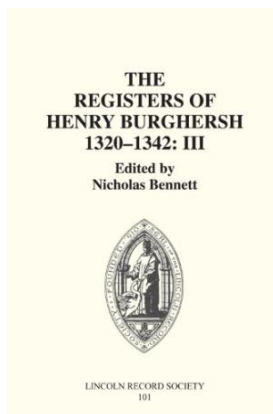 THE
REGISTERS OF
HENRY BURGHERSH
1320–1342: III
Edited by
Nicholas Bennett
LINCOLN RECORD SOCIETY
101